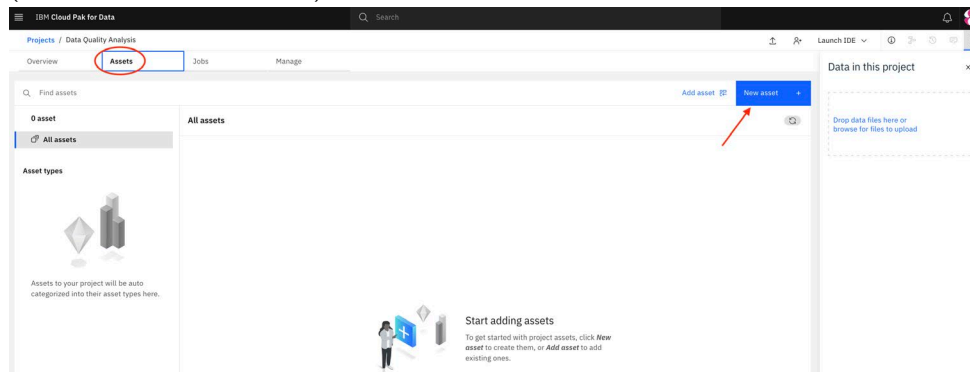 IBM Cloud Pak for Data
Search
Projects / Data Quality Analysis
Launch IDE
Overview
Assets
Jobs
Manage
Data in this project
Find assets
Add asset
New asset +
0 asset
All assets
All assets
Drop data files here or
browse for files to upload
Asset types
Assets to your project will be auto
categorized into their asset types here.
Start adding assets
To get started with project assets, click New
asset to create them, or Add asset to add
existing ones.